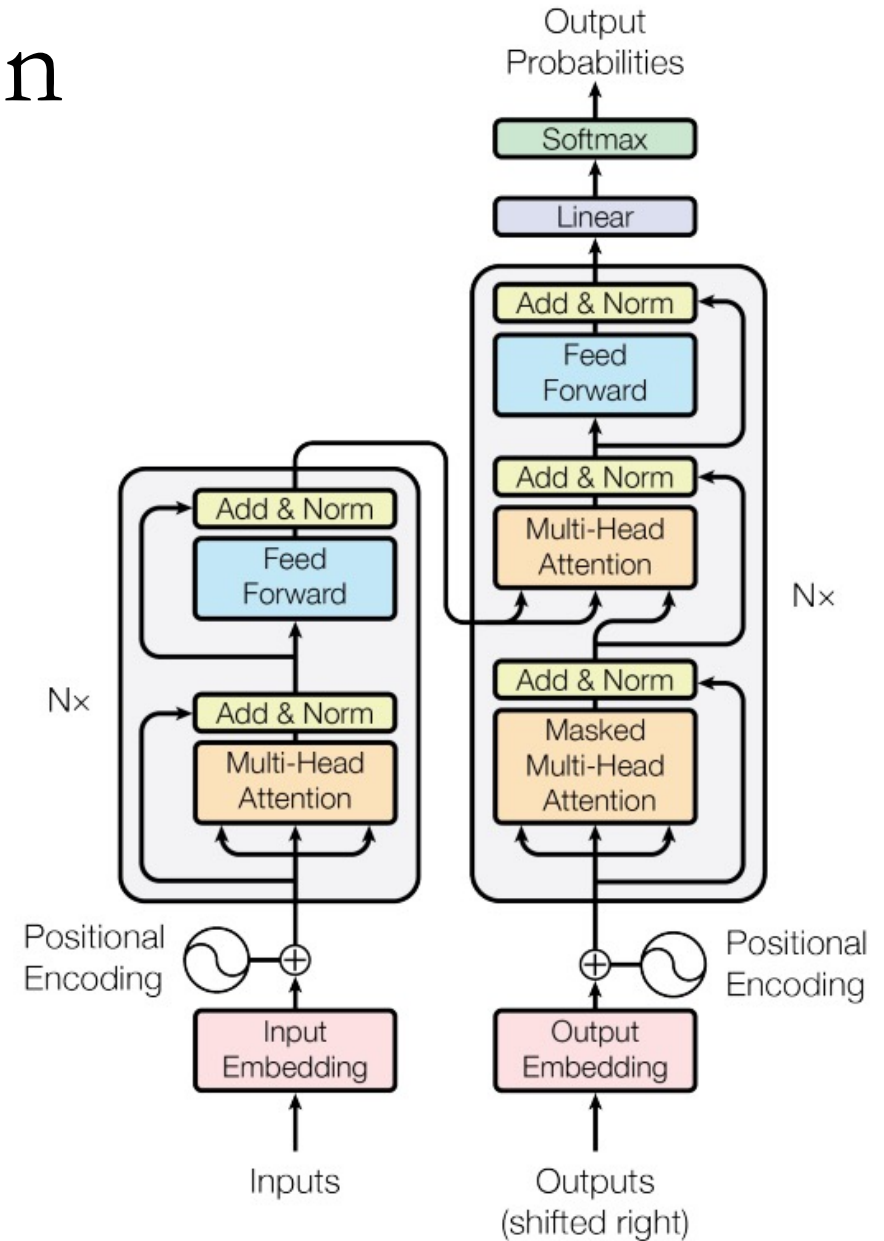 n
Output
Probabilities
Softmax
Linear
Add & Norm
Feed
Forward
Add & Norm
Multi-Head
Attention
Add & Norm
Masked
Multi-Head
Attention
N×
Add & Norm
Feed
Forward
Add & Norm
Multi-Head
Attention
N×
Positional
Encoding
Positional
Encoding
Input
Embedding
Output
Embedding
Inputs
Outputs
(shifted right)